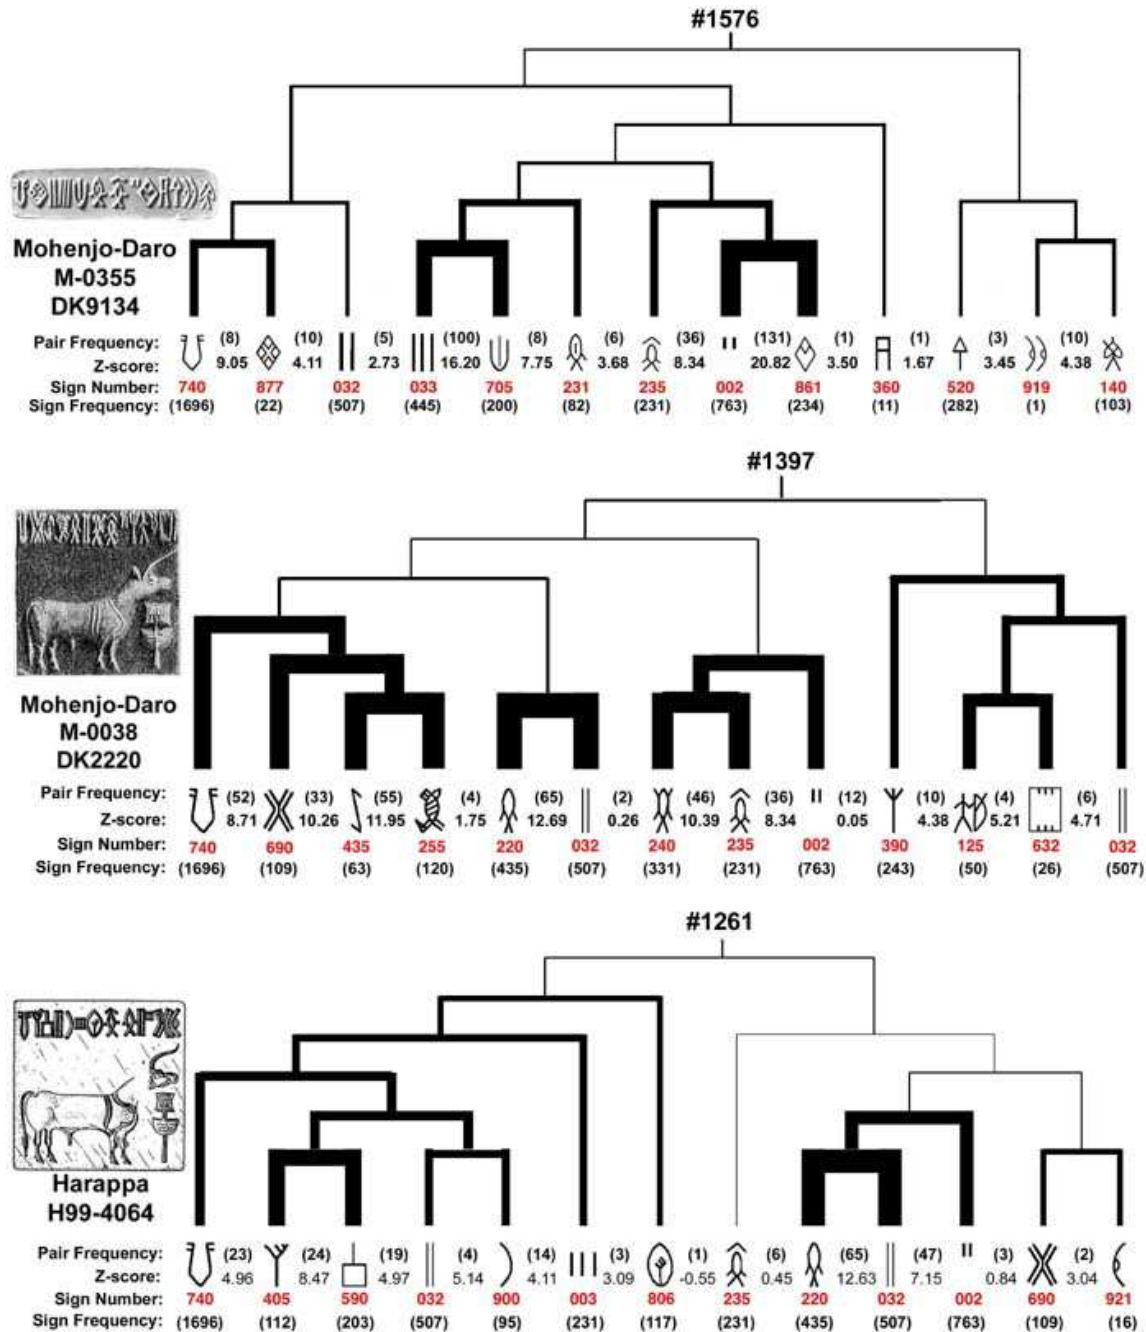 #1576
Mohenjo-Daro
M-0355
DK9134
Pair Frequency: (8) (10) (5) (100) (8) (6) (36) (131) (1) (1) (3) (10)
Z-score: 9.05 4.11 2.73 16.20 7.75 3.68 8.34 20.82 3.50 1.67 3.45 4.38
Sign Number: 740 877 032 033 705 231 235 002 861 360 520 919 140
Sign Frequency: (1696) (22) (507) (445) (200) (82) (231) (763) (234) (11) (282) (1) (103)
#1397
Mohenjo-Daro
M-0038
DK2220
Pair Frequency: (52) (33) (55) (4) (65) (2) (46) (36) (12) (10) (4) (6)
Z-score: 8.71 10.26 11.95 1.75 12.69 0.26 10.39 8.34 0.05 4.38 5.21 4.71
Sign Number: 740 690 435 255 220 032 240 235 002 390 125 632 032
Sign Frequency: (1696) (109) (63) (120) (435) (507) (331) (231) (763) (243) (50) (26) (507)
#1261
Harappa
H99-4064
Pair Frequency: (23) (24) (19) (4) (14) (3) (1) (6) (65) (47) (3) (2)
Z-score: 4.96 8.47 4.97 5.14 4.11 3.09 -0.55 0.45 12.63 7.15 0.84 3.04
Sign Number: 740 405 590 032 900 003 806 235 220 032 002 690 921
Sign Frequency: (1696) (112) (203) (507) (95) (231) (117) (231) (435) (507) (763) (109) (16)